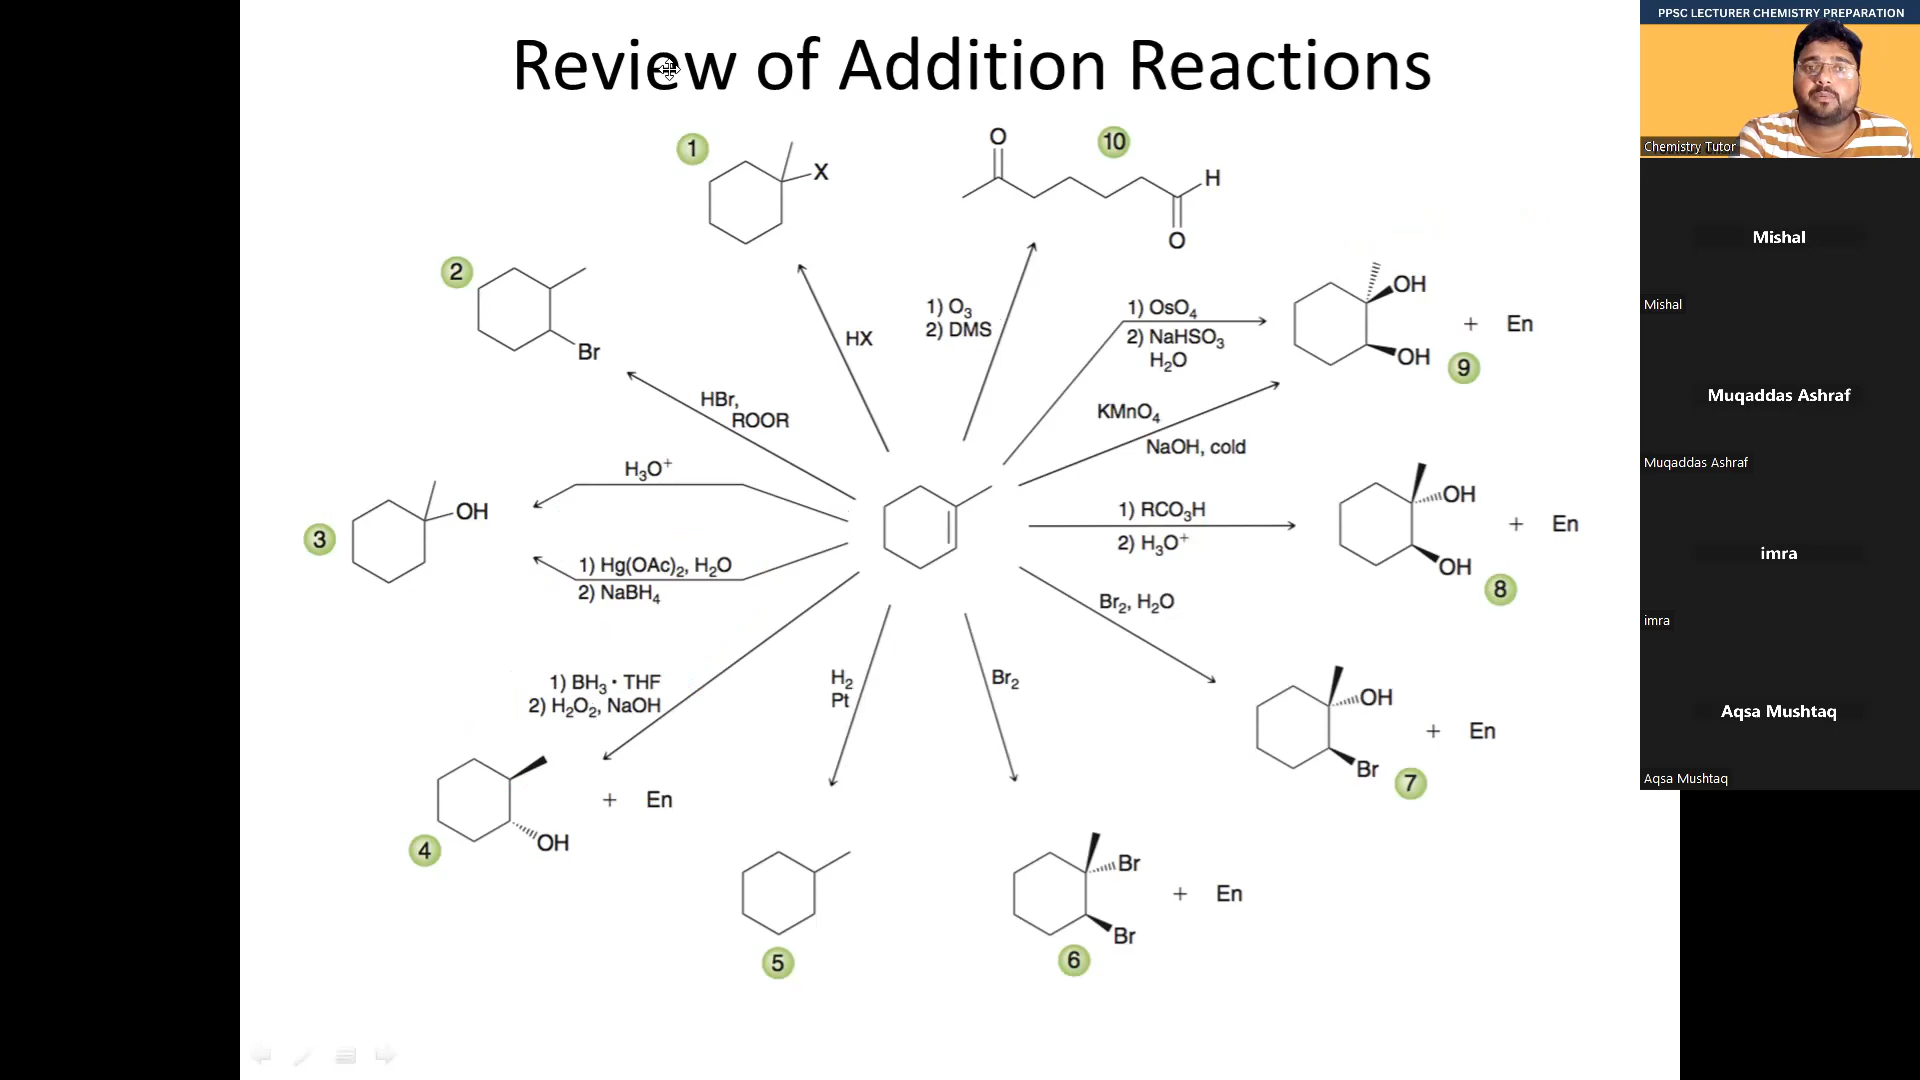 Review of Addition Reactions
PPSC LECTURER CHEMISTRY PREPARATION
Chemistry Tutor
Mishal
Mishal
Muqaddas Ashraf
Muqaddas Ashraf
imra
imra
Aqsa Mushtaq
Aqsa Mushtaq
1
X
HX
2
Br
HBr,
ROOR
3
OH
H₃O⁺
1) Hg(OAc)₂, H₂O
2) NaBH₄
4
OH
+ En
1) BH₃ · THF
2) H₂O₂, NaOH
5
H₂
Pt
6
Br
Br
+ En
Br₂
7
OH
Br
+ En
Br₂, H₂O
8
OH
OH
+ En
1) RCO₃H
2) H₃O⁺
9
OH
OH
+ En
1) OsO₄
2) NaHSO₃
H₂O
KMnO₄
NaOH, cold
10
O
H
O
1) O₃
2) DMS